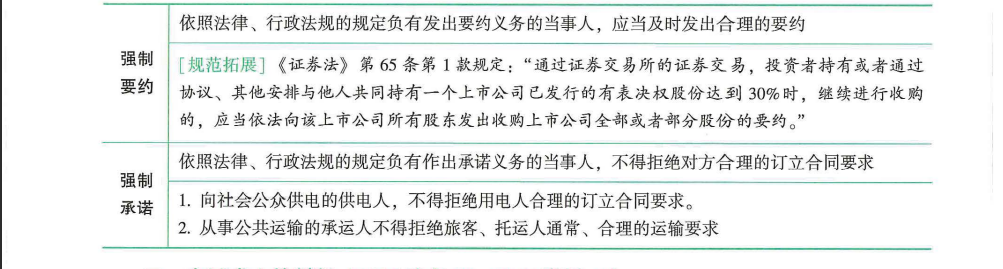 依照法律、行政法规的规定负有发出要约义务的当事人，应当及时发出合理的要约
强制
要约
[规范拓展]《证券法》第 65 条第 1 款规定：“通过证券交易所的证券交易，投资者持有或者通过
协议、其他安排与他人共同持有一个上市公司已发行的有表决权股份达到 30%时，继续进行收购
的，应当依法向该上市公司所有股东发出收购上市公司全部或者部分股份的要约。”
依照法律、行政法规的规定负有作出承诺义务的当事人，不得拒绝对方合理的订立合同要求
强制
承诺
1. 向社会公众供电的供电人，不得拒绝用电人合理的订立合同要求。
2. 从事公共运输的承运人不得拒绝旅客、托运人通常、合理的运输要求